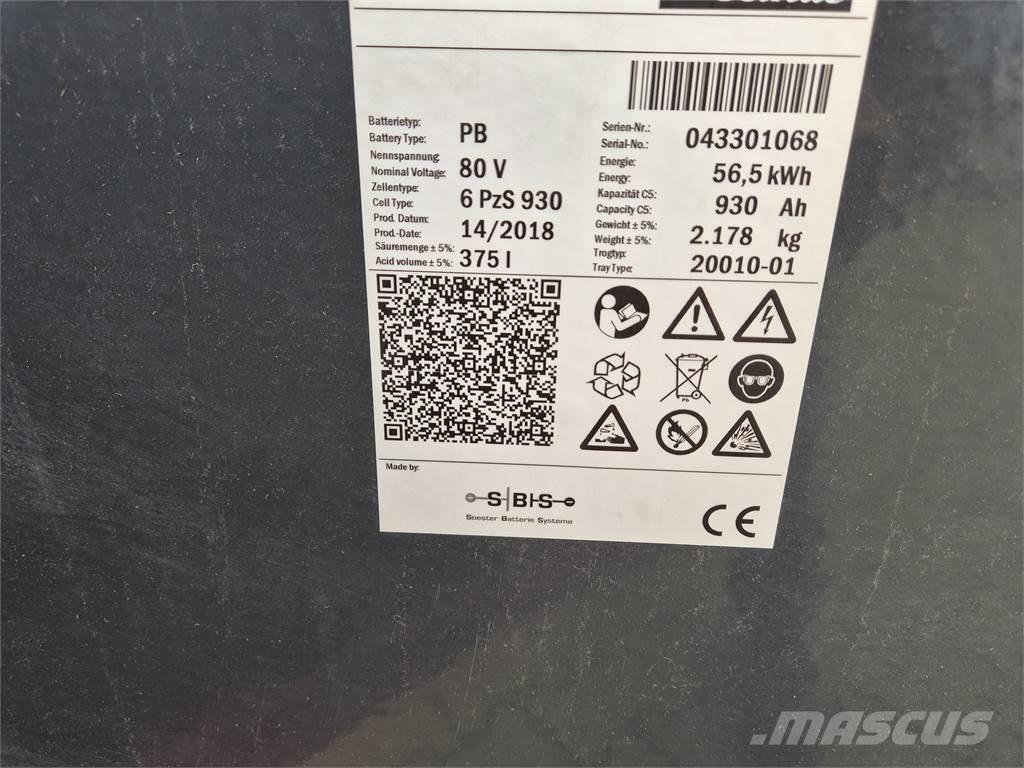 Batterietyp:
Battery Type: PB
Nennspannung:
Nominal Voltage: 80 V
Zellentype:
Cell Type: 6 PzS 930
Prod. Datum:
Prod.-Date: 14/2018
Säuremenge ± 5%:
Acid volume ± 5%: 375 l
Serien-Nr.:
Serial-No.: 043301068
Energie:
Energy: 56,5 kWh
Kapazität C5:
Capacity C5: 930 Ah
Gewicht ± 5%:
Weight ± 5%: 2.178 kg
Trogtyp:
Tray Type: 20010-01
Pb
Made by:
S B S
Soester Batterie Systeme
CE
MASCUS